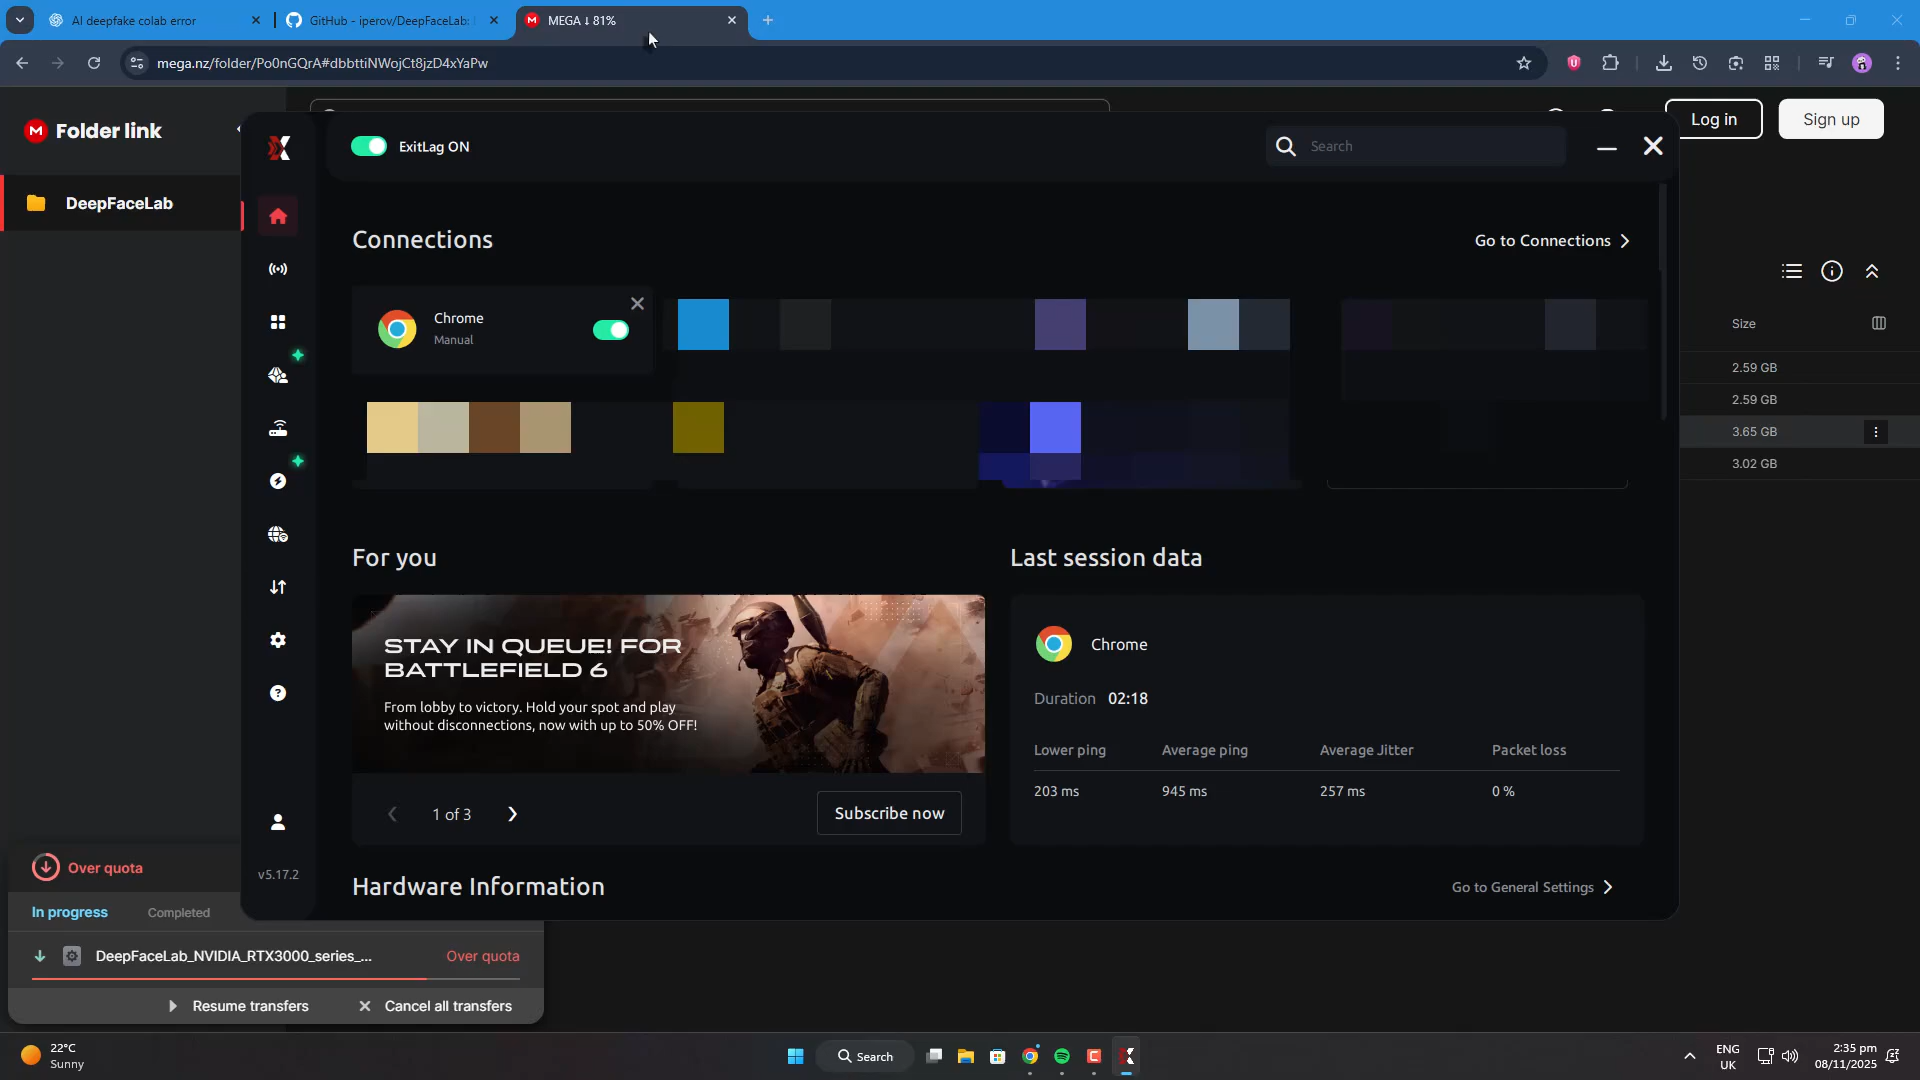 AI deepfake colab error
GitHub - iperov/DeepFaceLab:
MEGA ↓ 81%
mega.nz/folder/Po0nGQrA#dbbttiNWojCt8jzD4xYaPw
Folder link
Log in
Sign up
ExitLag ON
Search
DeepFaceLab
Connections
Go to Connections
Chrome
Manual
Size
2.59 GB
2.59 GB
3.65 GB
3.02 GB
For you
Last session data
STAY IN QUEUE! FOR
BATTLEFIELD 6
From lobby to victory. Hold your spot and play
without disconnections, now with up to 50% OFF!
Chrome
Duration 02:18
Lower ping
Average ping
Average Jitter
Packet loss
203 ms
945 ms
257 ms
0 %
1 of 3
Subscribe now
v5.17.2
Hardware Information
Go to General Settings
Over quota
In progress
Completed
DeepFaceLab_NVIDIA_RTX3000_series_...
Over quota
Resume transfers
Cancel all transfers
22°C
Sunny
Search
ENG
UK
2:35 pm
08/11/2025